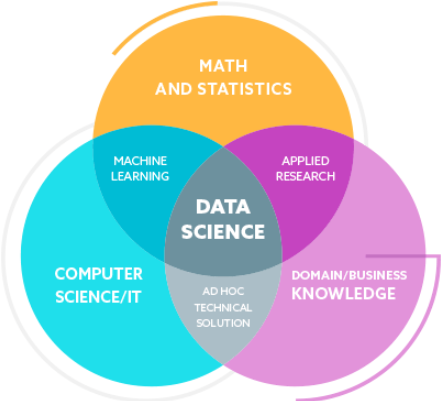 MATH
AND STATISTICS
MACHINE
LEARNING
APPLIED
RESEARCH
DATA
SCIENCE
COMPUTER
SCIENCE/IT
DOMAIN/BUSINESS
KNOWLEDGE
AD HOC
TECHNICAL
SOLUTION